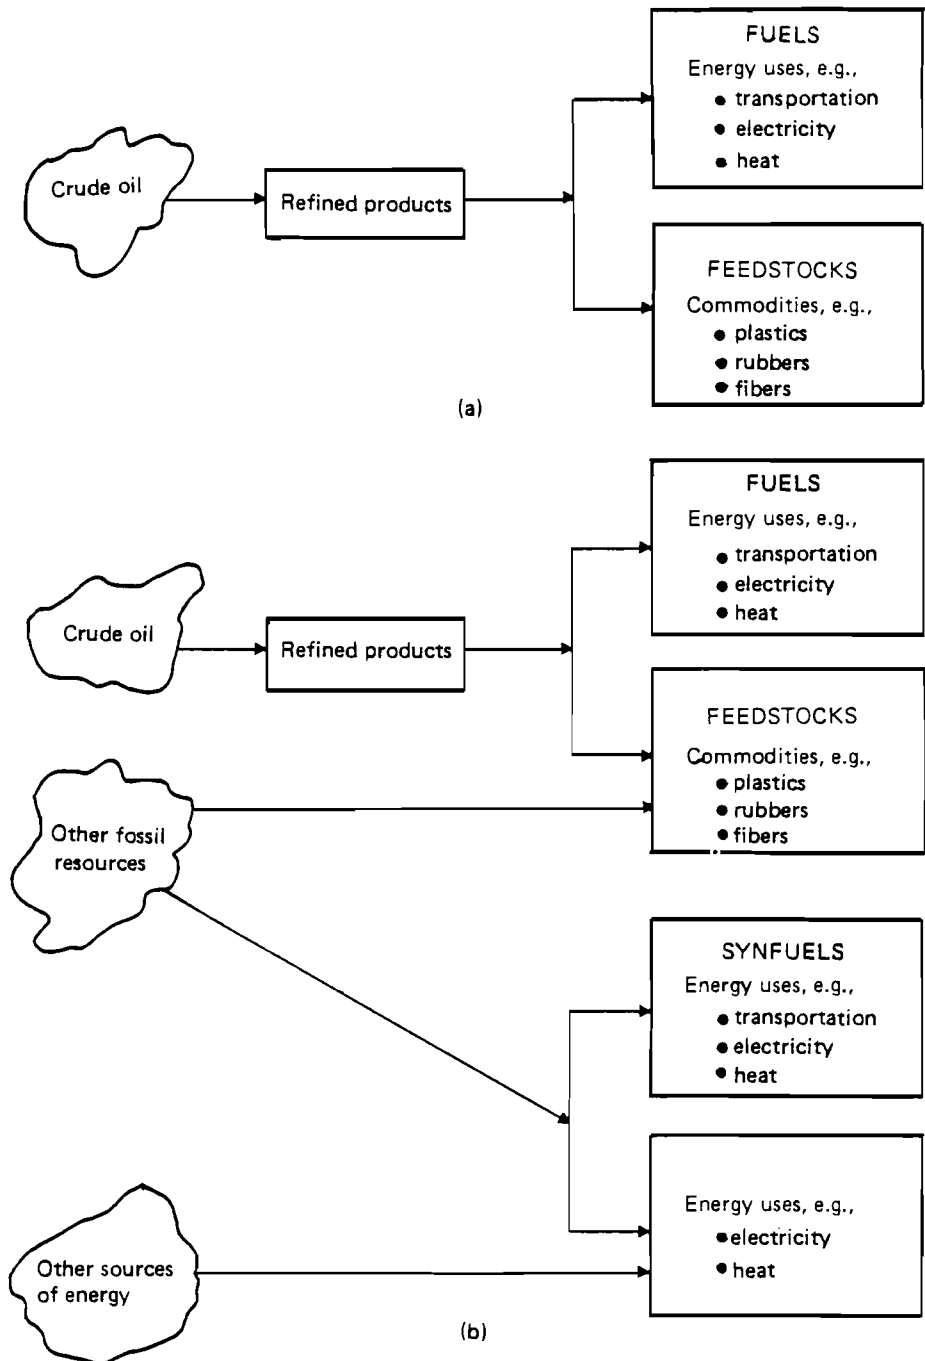 FUELS
Energy uses, e.g.,
● transportation
● electricity
● heat
Crude oil
Refined products
FEEDSTOCKS
Commodities, e.g.,
● plastics
● rubbers
● fibers
(a)
FUELS
Energy uses, e.g.,
● transportation
● electricity
● heat
Crude oil
Refined products
FEEDSTOCKS
Commodities, e.g.,
● plastics
● rubbers
● fibers
Other fossil
resources
SYNFUELS
Energy uses, e.g.,
● transportation
● electricity
● heat
Energy uses, e.g.,
● electricity
● heat
Other sources
of energy
(b)